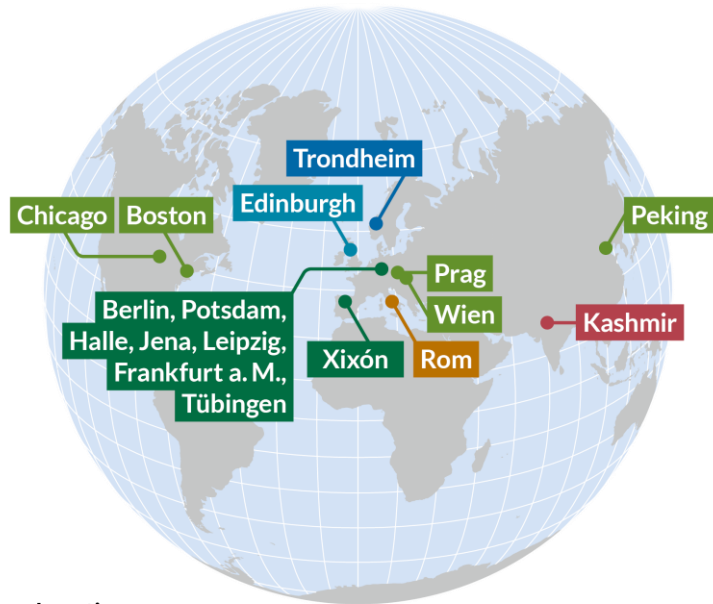 Trondheim
Edinburgh
Chicago
Boston
Peking
Prag
Wien
Berlin, Potsdam,
Halle, Jena, Leipzig,
Frankfurt a. M.,
Tübingen
Xixón
Rom
Kashmir